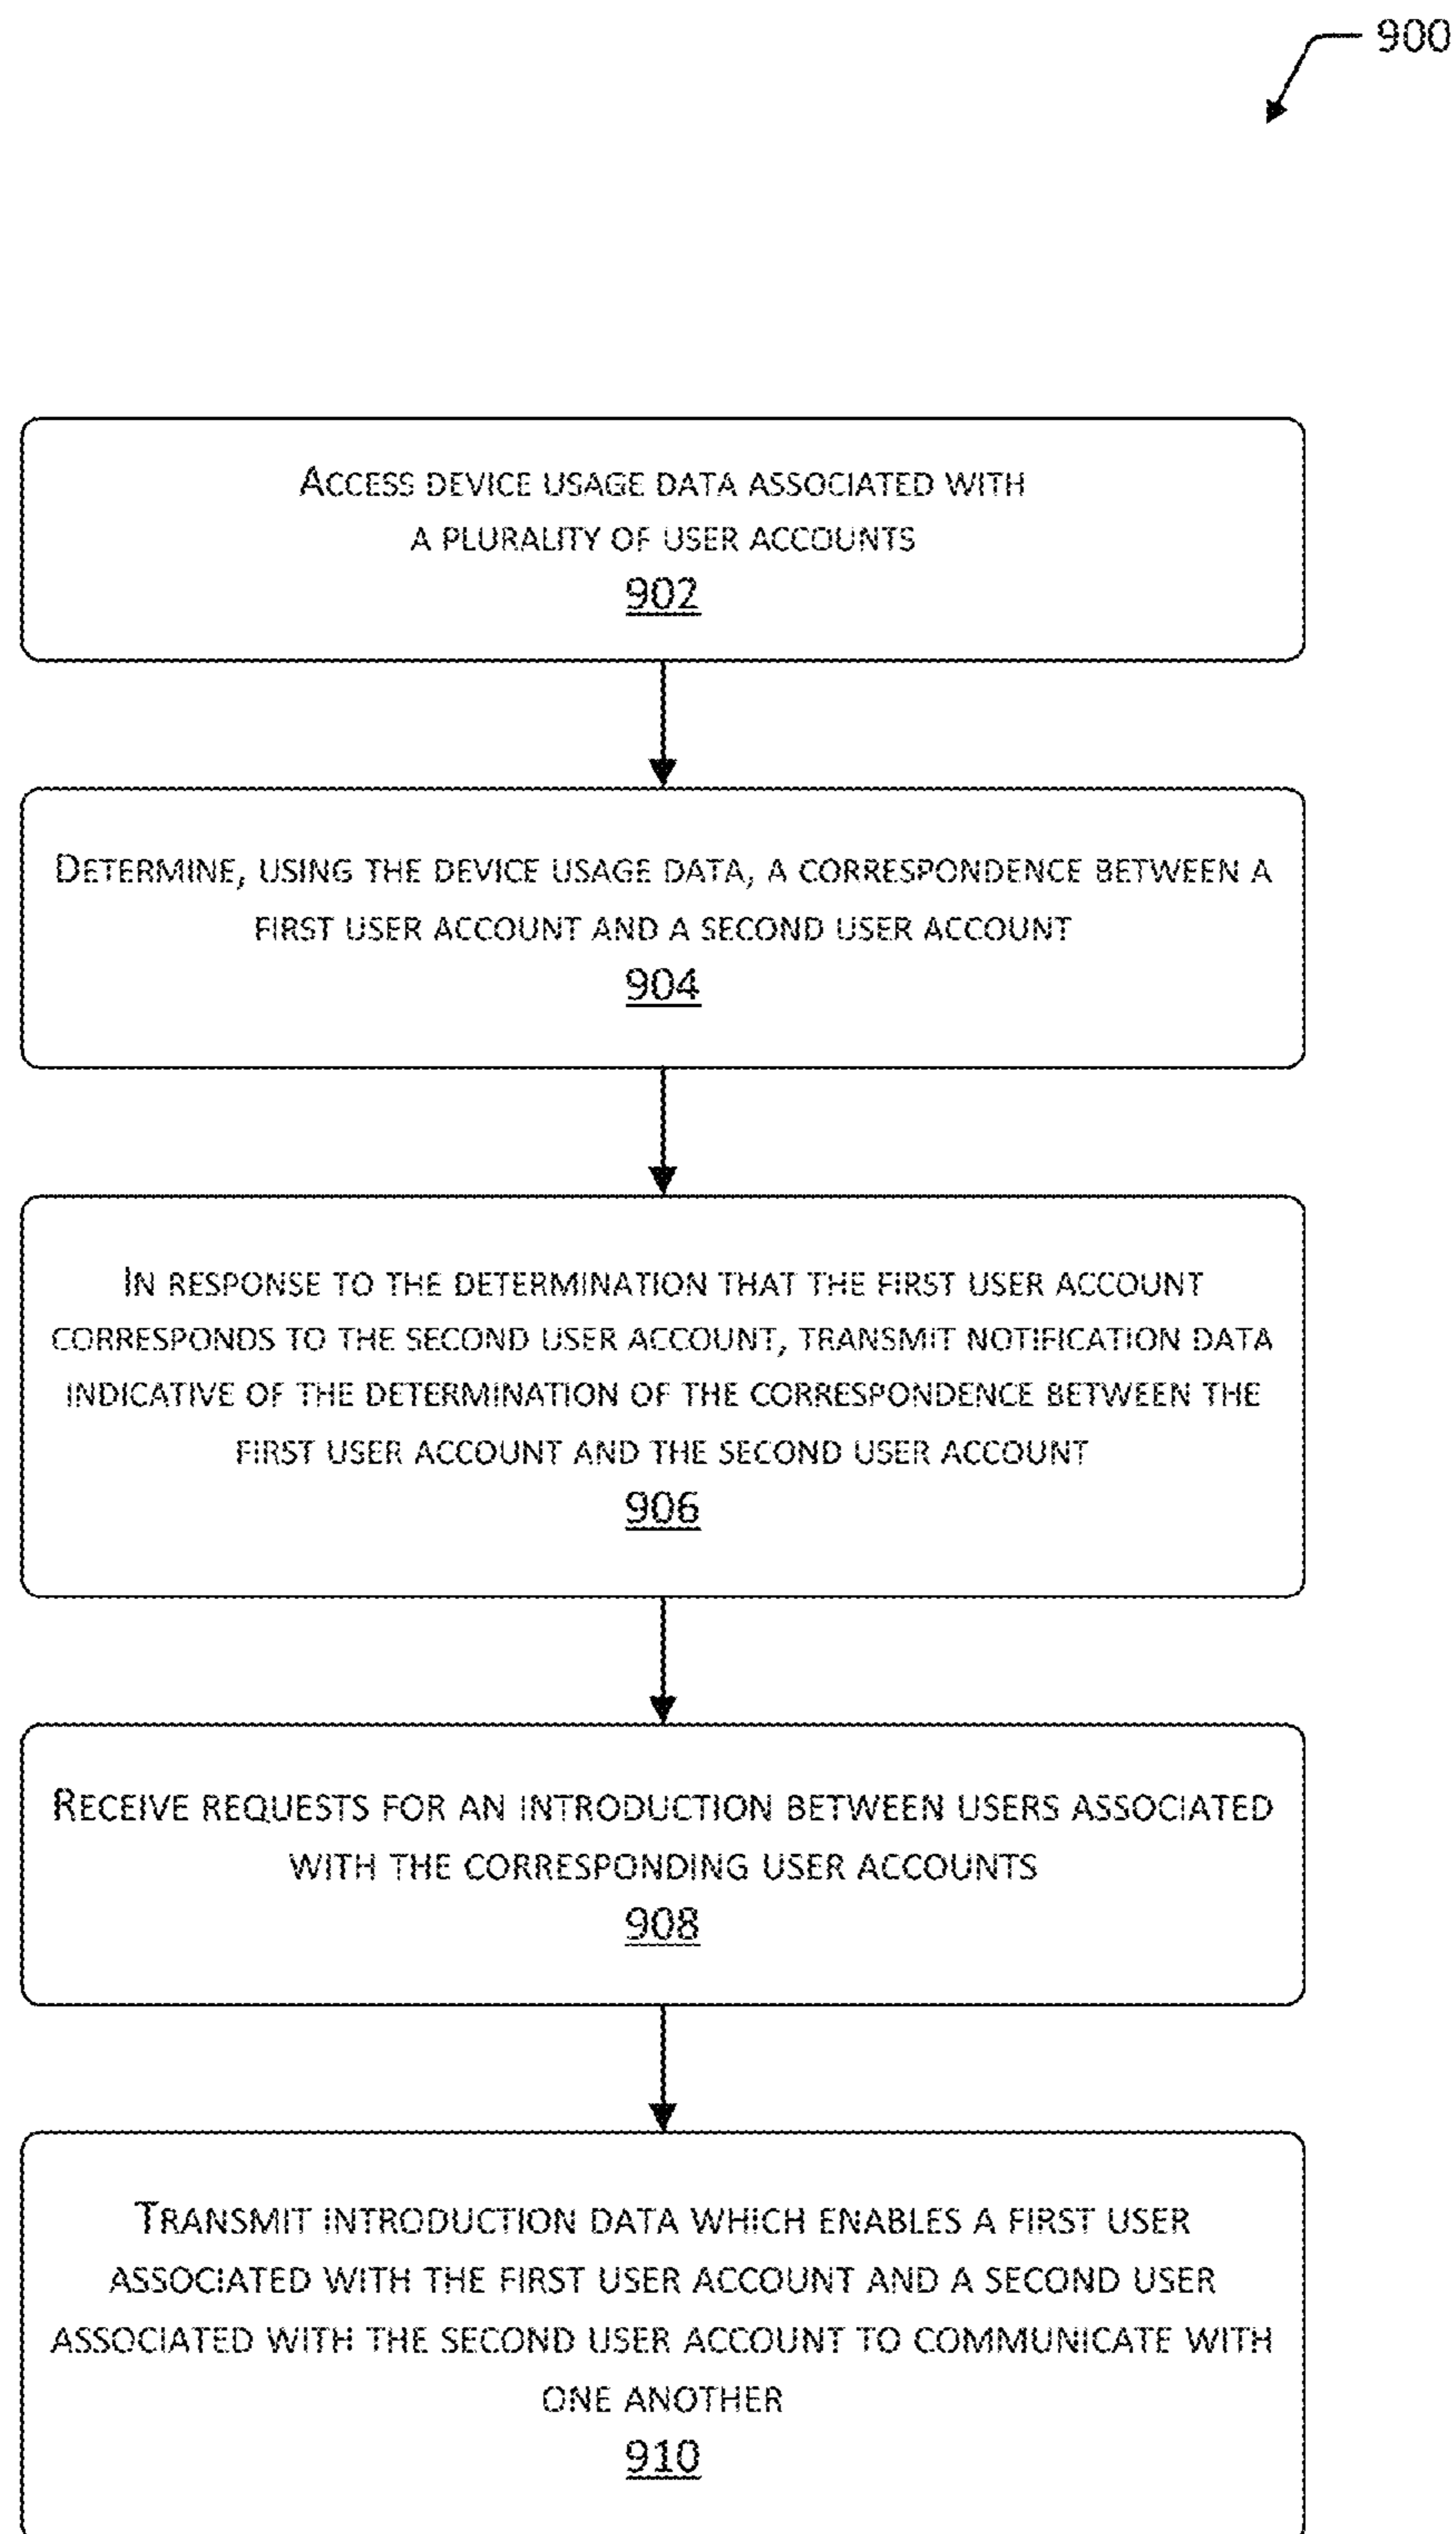 900
ACCESS DEVICE USAGE DATA ASSOCIATED WITH
A PLURALITY OF USER ACCOUNTS
902
DETERMINE, USING THE DEVICE USAGE DATA, A CORRESPONDENCE BETWEEN A
FIRST USER ACCOUNT AND A SECOND USER ACCOUNT
904
IN RESPONSE TO THE DETERMINATION THAT THE FIRST USER ACCOUNT
CORRESPONDS TO THE SECOND USER ACCOUNT, TRANSMIT NOTIFICATION DATA
INDICATIVE OF THE DETERMINATION OF THE CORRESPONDENCE BETWEEN THE
FIRST USER ACCOUNT AND THE SECOND USER ACCOUNT
906
RECEIVE REQUESTS FOR AN INTRODUCTION BETWEEN USERS ASSOCIATED
WITH THE CORRESPONDING USER ACCOUNTS
908
TRANSMIT INTRODUCTION DATA WHICH ENABLES A FIRST USER
ASSOCIATED WITH THE FIRST USER ACCOUNT AND A SECOND USER
ASSOCIATED WITH THE SECOND USER ACCOUNT TO COMMUNICATE WITH
ONE ANOTHER
910